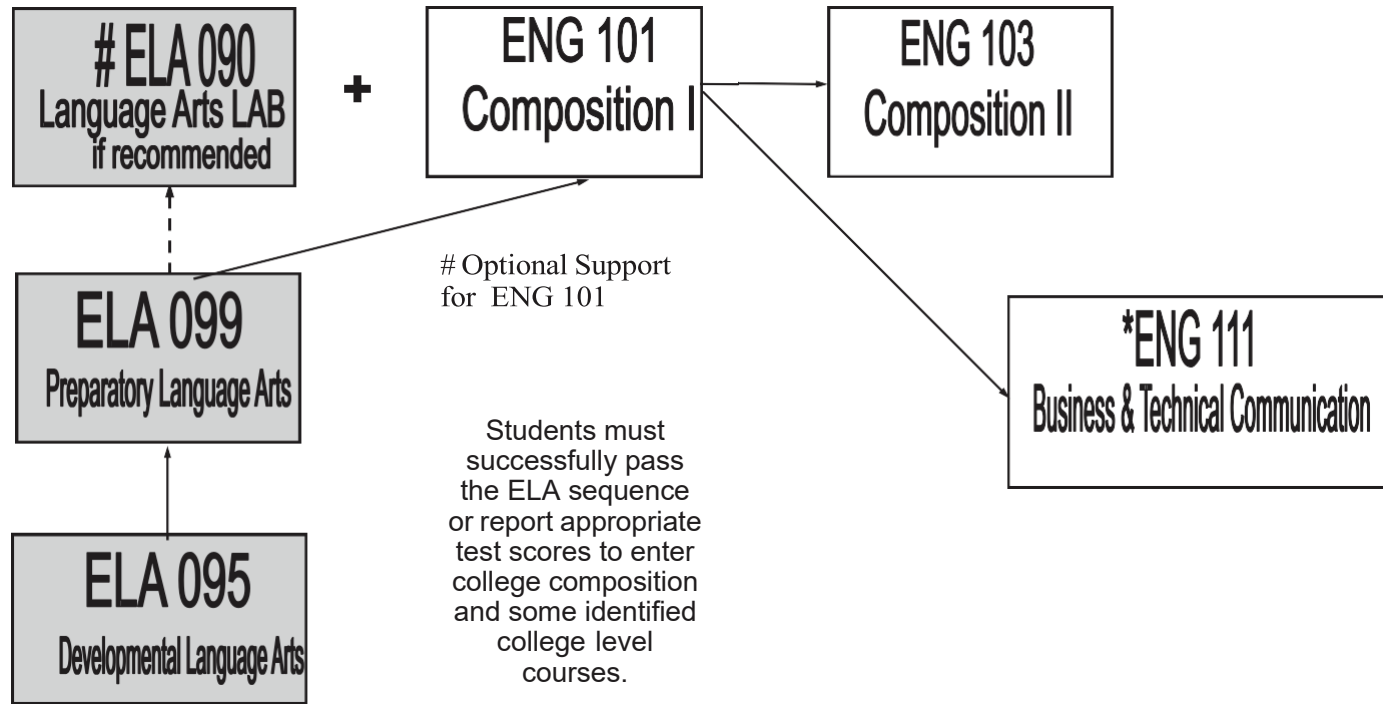 # ELA 090
Language Arts LAB
if recommended
+
ENG 101
Composition I
ENG 103
Composition II
# Optional Support
for ENG 101
ELA 099
Preparatory Language Arts
*ENG 111
Business & Technical Communication
Students must
successfully pass
the ELA sequence
or report appropriate
test scores to enter
college composition
and some identified
college level
courses.
ELA 095
Developmental Language Arts